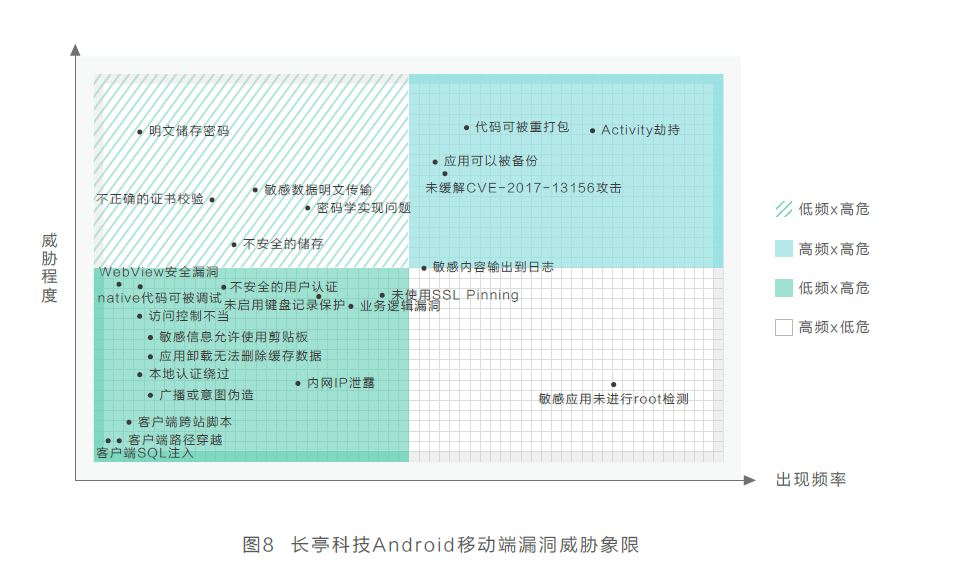 明文储存密码
代码可被重打包
Activity劫持
应用可以被备份
未缓解CVE-2017-13156攻击
敏感数据明文传输
不正确的证书校验
密码学实现问题
不安全的储存
低频x高危
高频x高危
低频x高危
高频x低危
威胁程度
敏感内容输出到日志
WebView安全漏洞
不安全的用户认证
native代码可被调试
未使用SSL Pinning
未启用键盘记录保护
业务逻辑漏洞
访问控制不当
敏感信息允许使用剪贴板
应用卸载无法删除缓存数据
本地认证绕过
内网IP泄露
广播或意图伪造
敏感应用未进行root检测
客户端跨站脚本
客户端路径穿越
客户端SQL注入
出现频率
图8 长亭科技Android移动端漏洞威胁象限